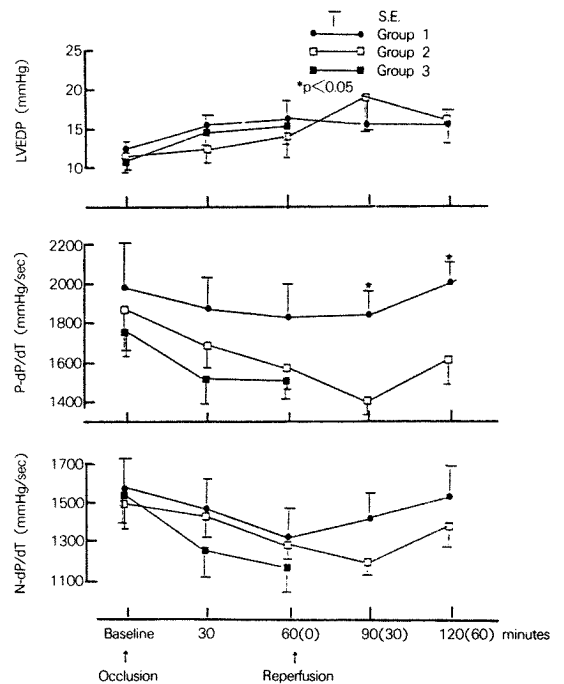 S.E.
Group 1
Group 2
Group 3
*p<0.05
LVEDP (mmHg)
25
20
15
10
P-dP/dT (mmHg/sec)
2200
2000
1800
1600
1400
*
*
N-dP/dT (mmHg/sec)
1700
1500
1300
1100
Baseline 30 60(0) 90(30) 120(60) minutes
↑ ↑
Occlusion Reperfusion